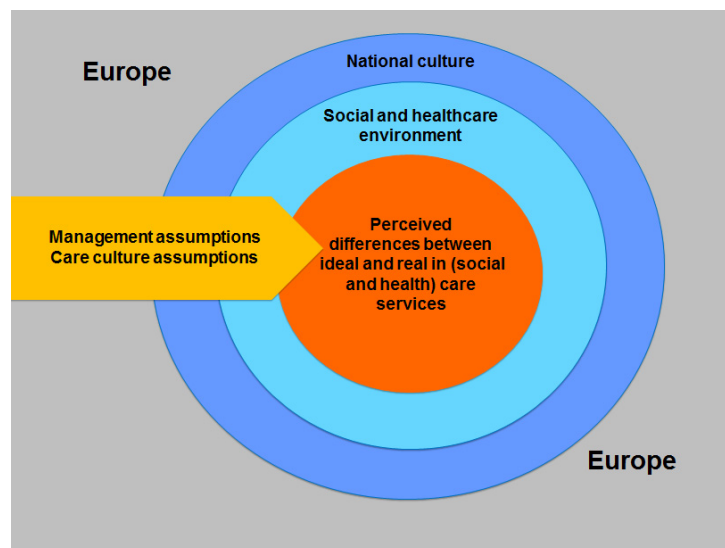 National culture
Europe
Social and healthcare
environment
Perceived
differences between
ideal and real in (social
and health) care
services
Management assumptions
Care culture assumptions
Europe